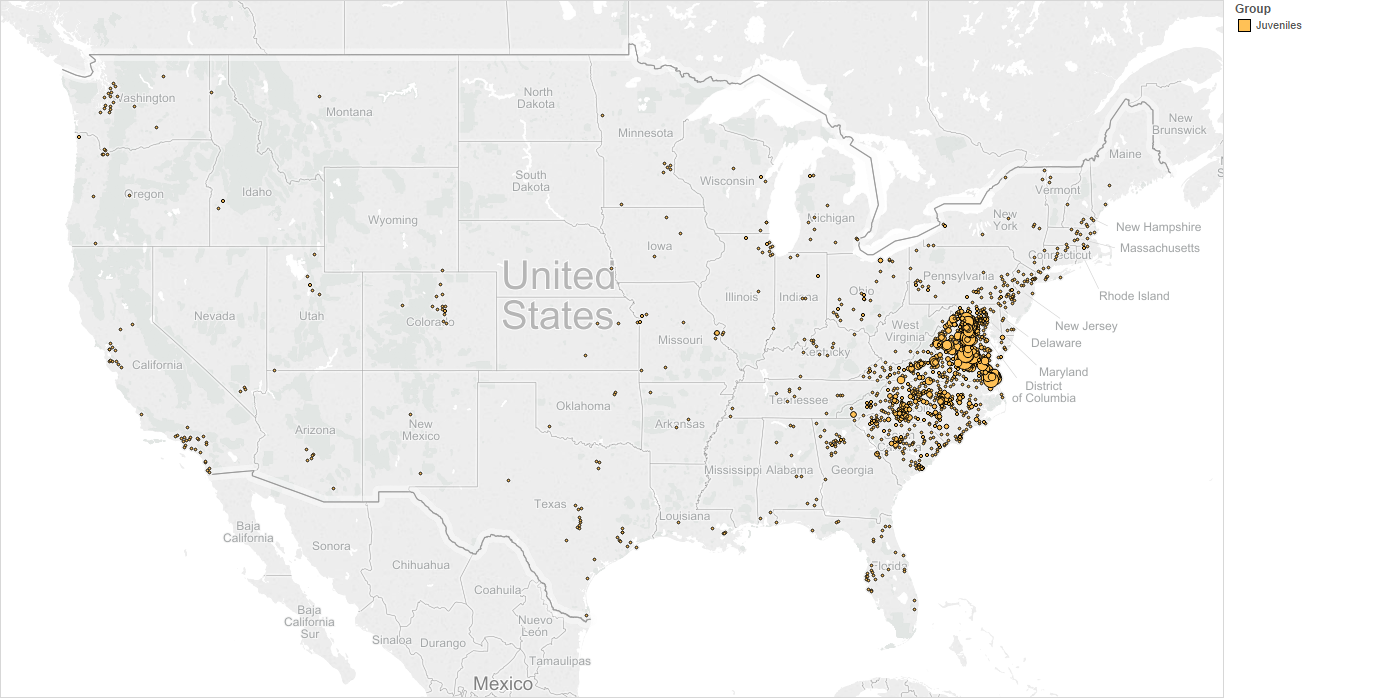 Group
Juveniles
Washington
Montana
North
Dakota
Minnesota
New
Brunswick
Maine
Oregon
Idaho
South
Dakota
Wisconsin
Vermont
Wyoming
Michigan
New
York
New Hampshire
Iowa
Massachusetts
Connecticut
United
States
Pennsylvania
Nevada
Utah
Colorado
Illinois
Indiana
Ohio
Rhode Island
West
Virginia
New Jersey
Missouri
Delaware
California
Kentucky
Maryland
District
of Columbia
Oklahoma
Tennessee
Arizona
New
Mexico
Arkansas
Mississippi
Alabama
Georgia
Texas
Louisiana
Baja
California
Sonora
Chihuahua
Florida
Coahuila
Baja
California
Sur
Nuevo
León
Sinaloa
Durango
Tamaulipas
Mexico